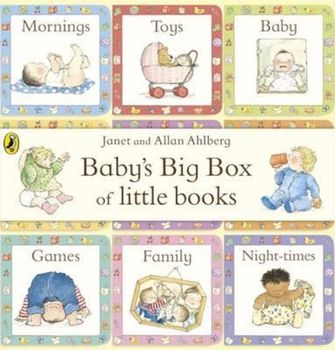 Mornings
Toys
Baby
Janet and Allan Ahlberg
Baby's Big Box
of little books
Games
Family
Night-times